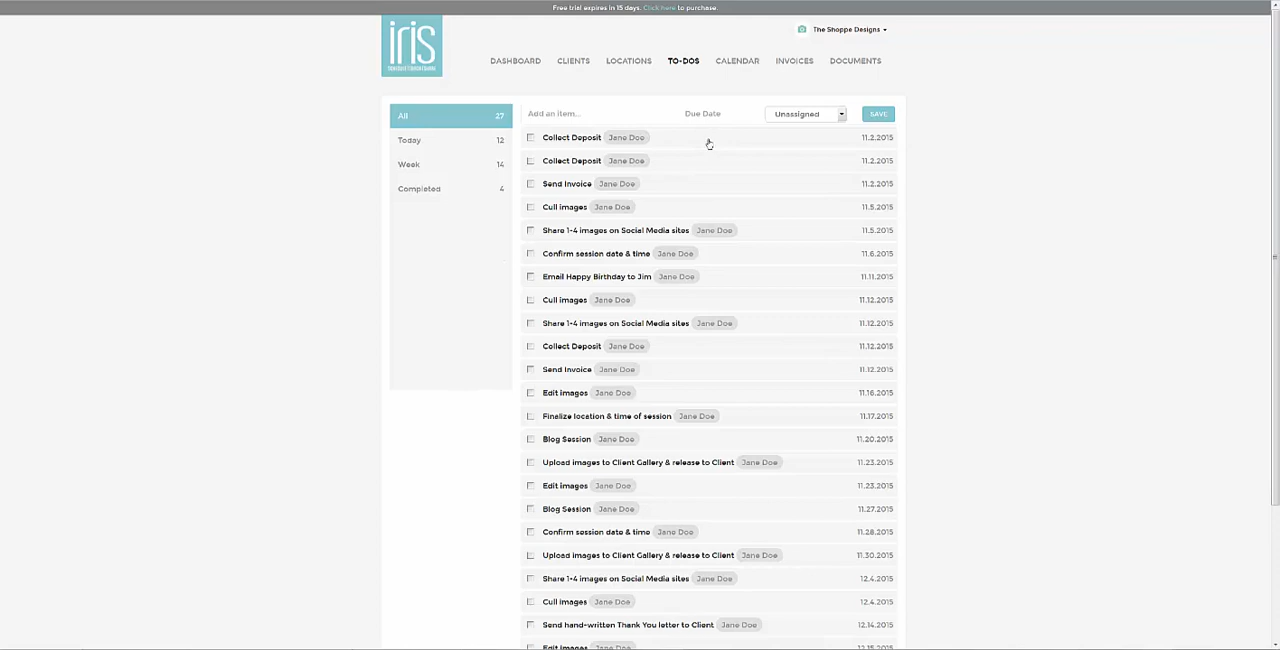 Free trial expires in 15 days. Click here to purchase.
iris
The Shoppe Designs
DASHBOARD CLIENTS LOCATIONS TO-DOS CALENDAR INVOICES DOCUMENTS
All 27
Today 12
Week 14
Completed 4
Add an item... Due Date Unassigned SAVE
Collect Deposit Jane Doe 11.2.2015
Collect Deposit Jane Doe 11.2.2015
Send Invoice Jane Doe 11.2.2015
Cull images Jane Doe 11.5.2015
Share 1-4 images on Social Media sites Jane Doe 11.5.2015
Confirm session date & time Jane Doe 11.6.2015
Email Happy Birthday to Jim Jane Doe 11.11.2015
Cull images Jane Doe 11.12.2015
Share 1-4 images on Social Media sites Jane Doe 11.12.2015
Collect Deposit Jane Doe 11.12.2015
Send Invoice Jane Doe 11.12.2015
Edit images Jane Doe 11.16.2015
Finalize location & time of session Jane Doe 11.17.2015
Blog Session Jane Doe 11.20.2015
Upload images to Client Gallery & release to Client Jane Doe 11.23.2015
Edit images Jane Doe 11.23.2015
Blog Session Jane Doe 11.27.2015
Confirm session date & time Jane Doe 11.28.2015
Upload images to Client Gallery & release to Client Jane Doe 11.30.2015
Share 1-4 images on Social Media sites Jane Doe 12.4.2015
Cull images Jane Doe 12.4.2015
Send hand-written Thank You letter to Client Jane Doe 12.14.2015
Edit images Jane Doe 12.15.2015